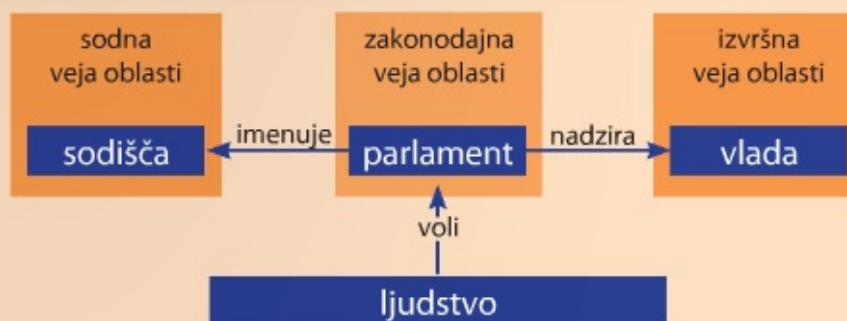 sodna
veja oblasti
zakonodajna
veja oblasti
izvršna
veja oblasti
sodišča
imenuje
parlament
nadzira
vlada
voli
ljudstvo